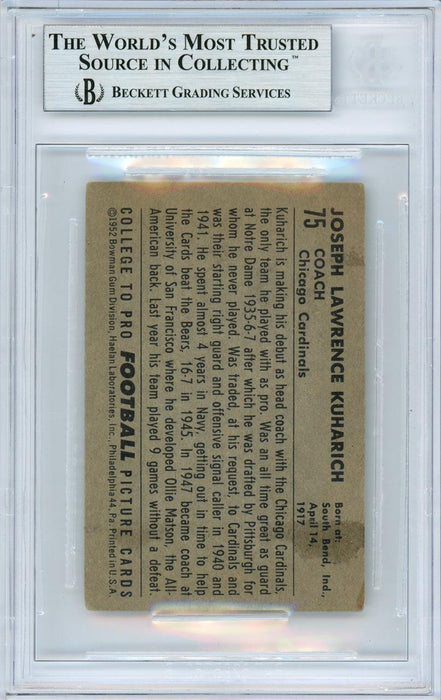 THE WORLD'S MOST TRUSTED
SOURCE IN COLLECTING™
B BECKETT GRADING SERVICES
JOSEPH LAWRENCE KUHARICH
75 COACH
Chicago Cardinals
Born at:
South Bend, Ind.,
April 14,
1917
Kuharich is making his debut as head coach with the Chicago Cardinals,
the only team he played with as pro. Was an all time great as guard
at Notre Dame 1935-6-7 after which he was drafted by Pittsburgh for
whom he never played. Was traded, at his request, to Cardinals and
was their starting right guard and offensive signal caller in 1940 and
1941. He spent almost 4 years in Navy, getting out in time to help
the Cards beat the Bears, 16-7 in 1945. In 1947 became coach at
University of San Francisco where he developed Ollie Matson, the All-
American back. Last year his team played 9 games without a defeat.
COLLEGE TO PRO FOOTBALL PICTURE CARDS
©1952 Bowman Gum Division, Haelan Laboratories, Inc., Philadelphia 44, Pa. Printed in U.S.A